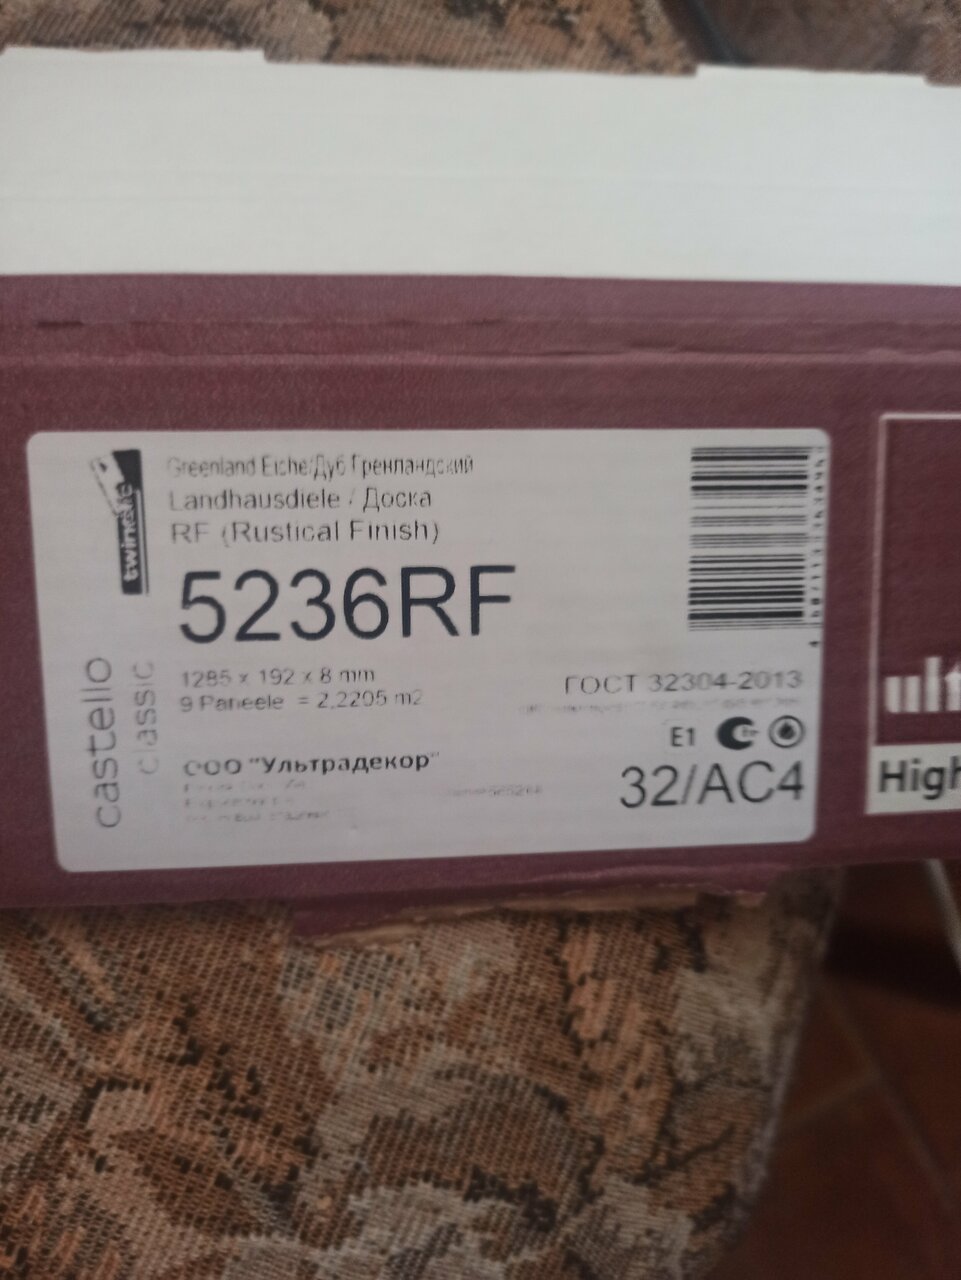 Greenland Eiche/Дуб Гренландский
Landhausdiele / Доска
RF (Rustical Finish)
5236RF
1285 x 192 x 8 mm
9 Paneele = 2,2205 m2
ООО "Ультрадекор"
twinclic
castello
classic
ГОСТ 32304-2013
E1
32/AC4
ult
High